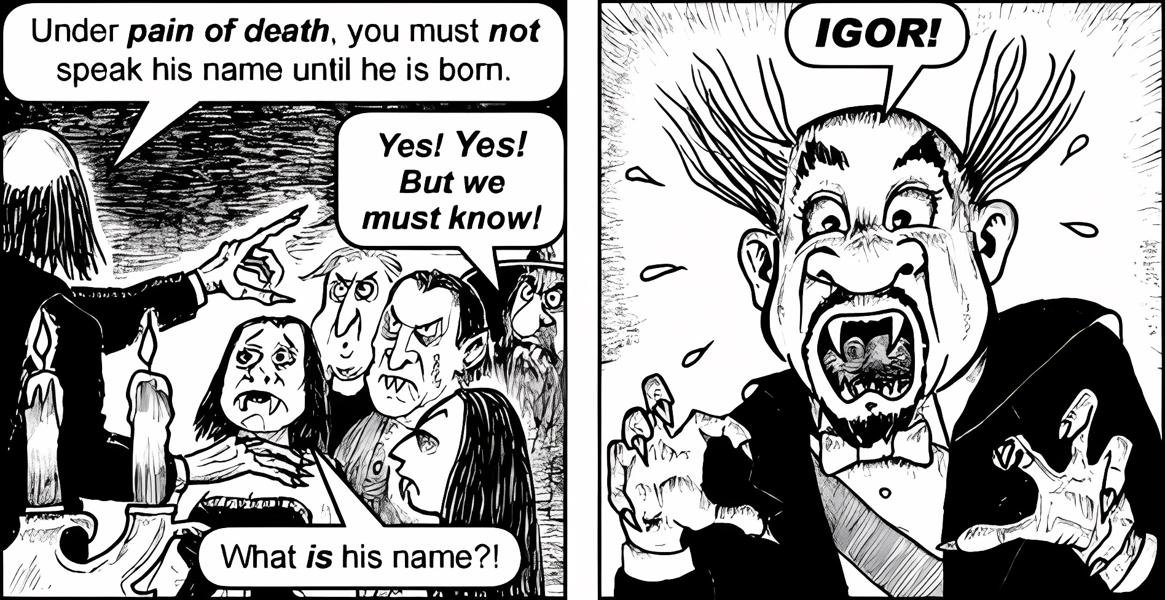 Under pain of death, you must not
speak his name until he is born.
Yes! Yes!
But we
must know!
What is his name?!
IGOR!